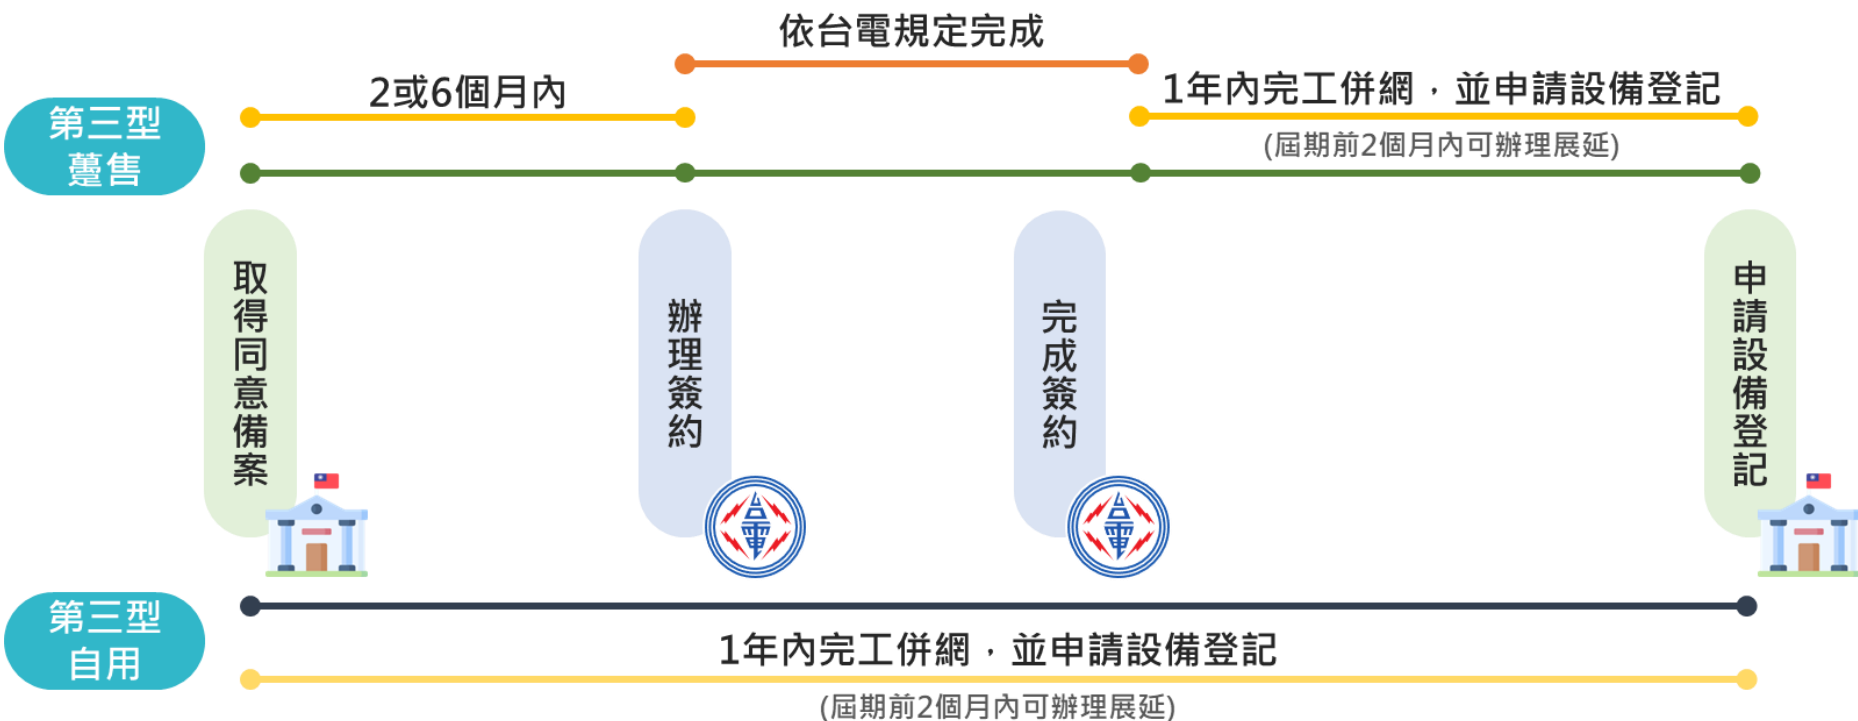 依台電規定完成
2或6個月內
1年內完工併網，並申請設備登記
(屆期前2個月內可辦理展延)
第三型
躉售
取得同意備案
辦理簽約
完成簽約
申請設備登記
台電
台電
第三型
自用
1年內完工併網，並申請設備登記
(屆期前2個月內可辦理展延)